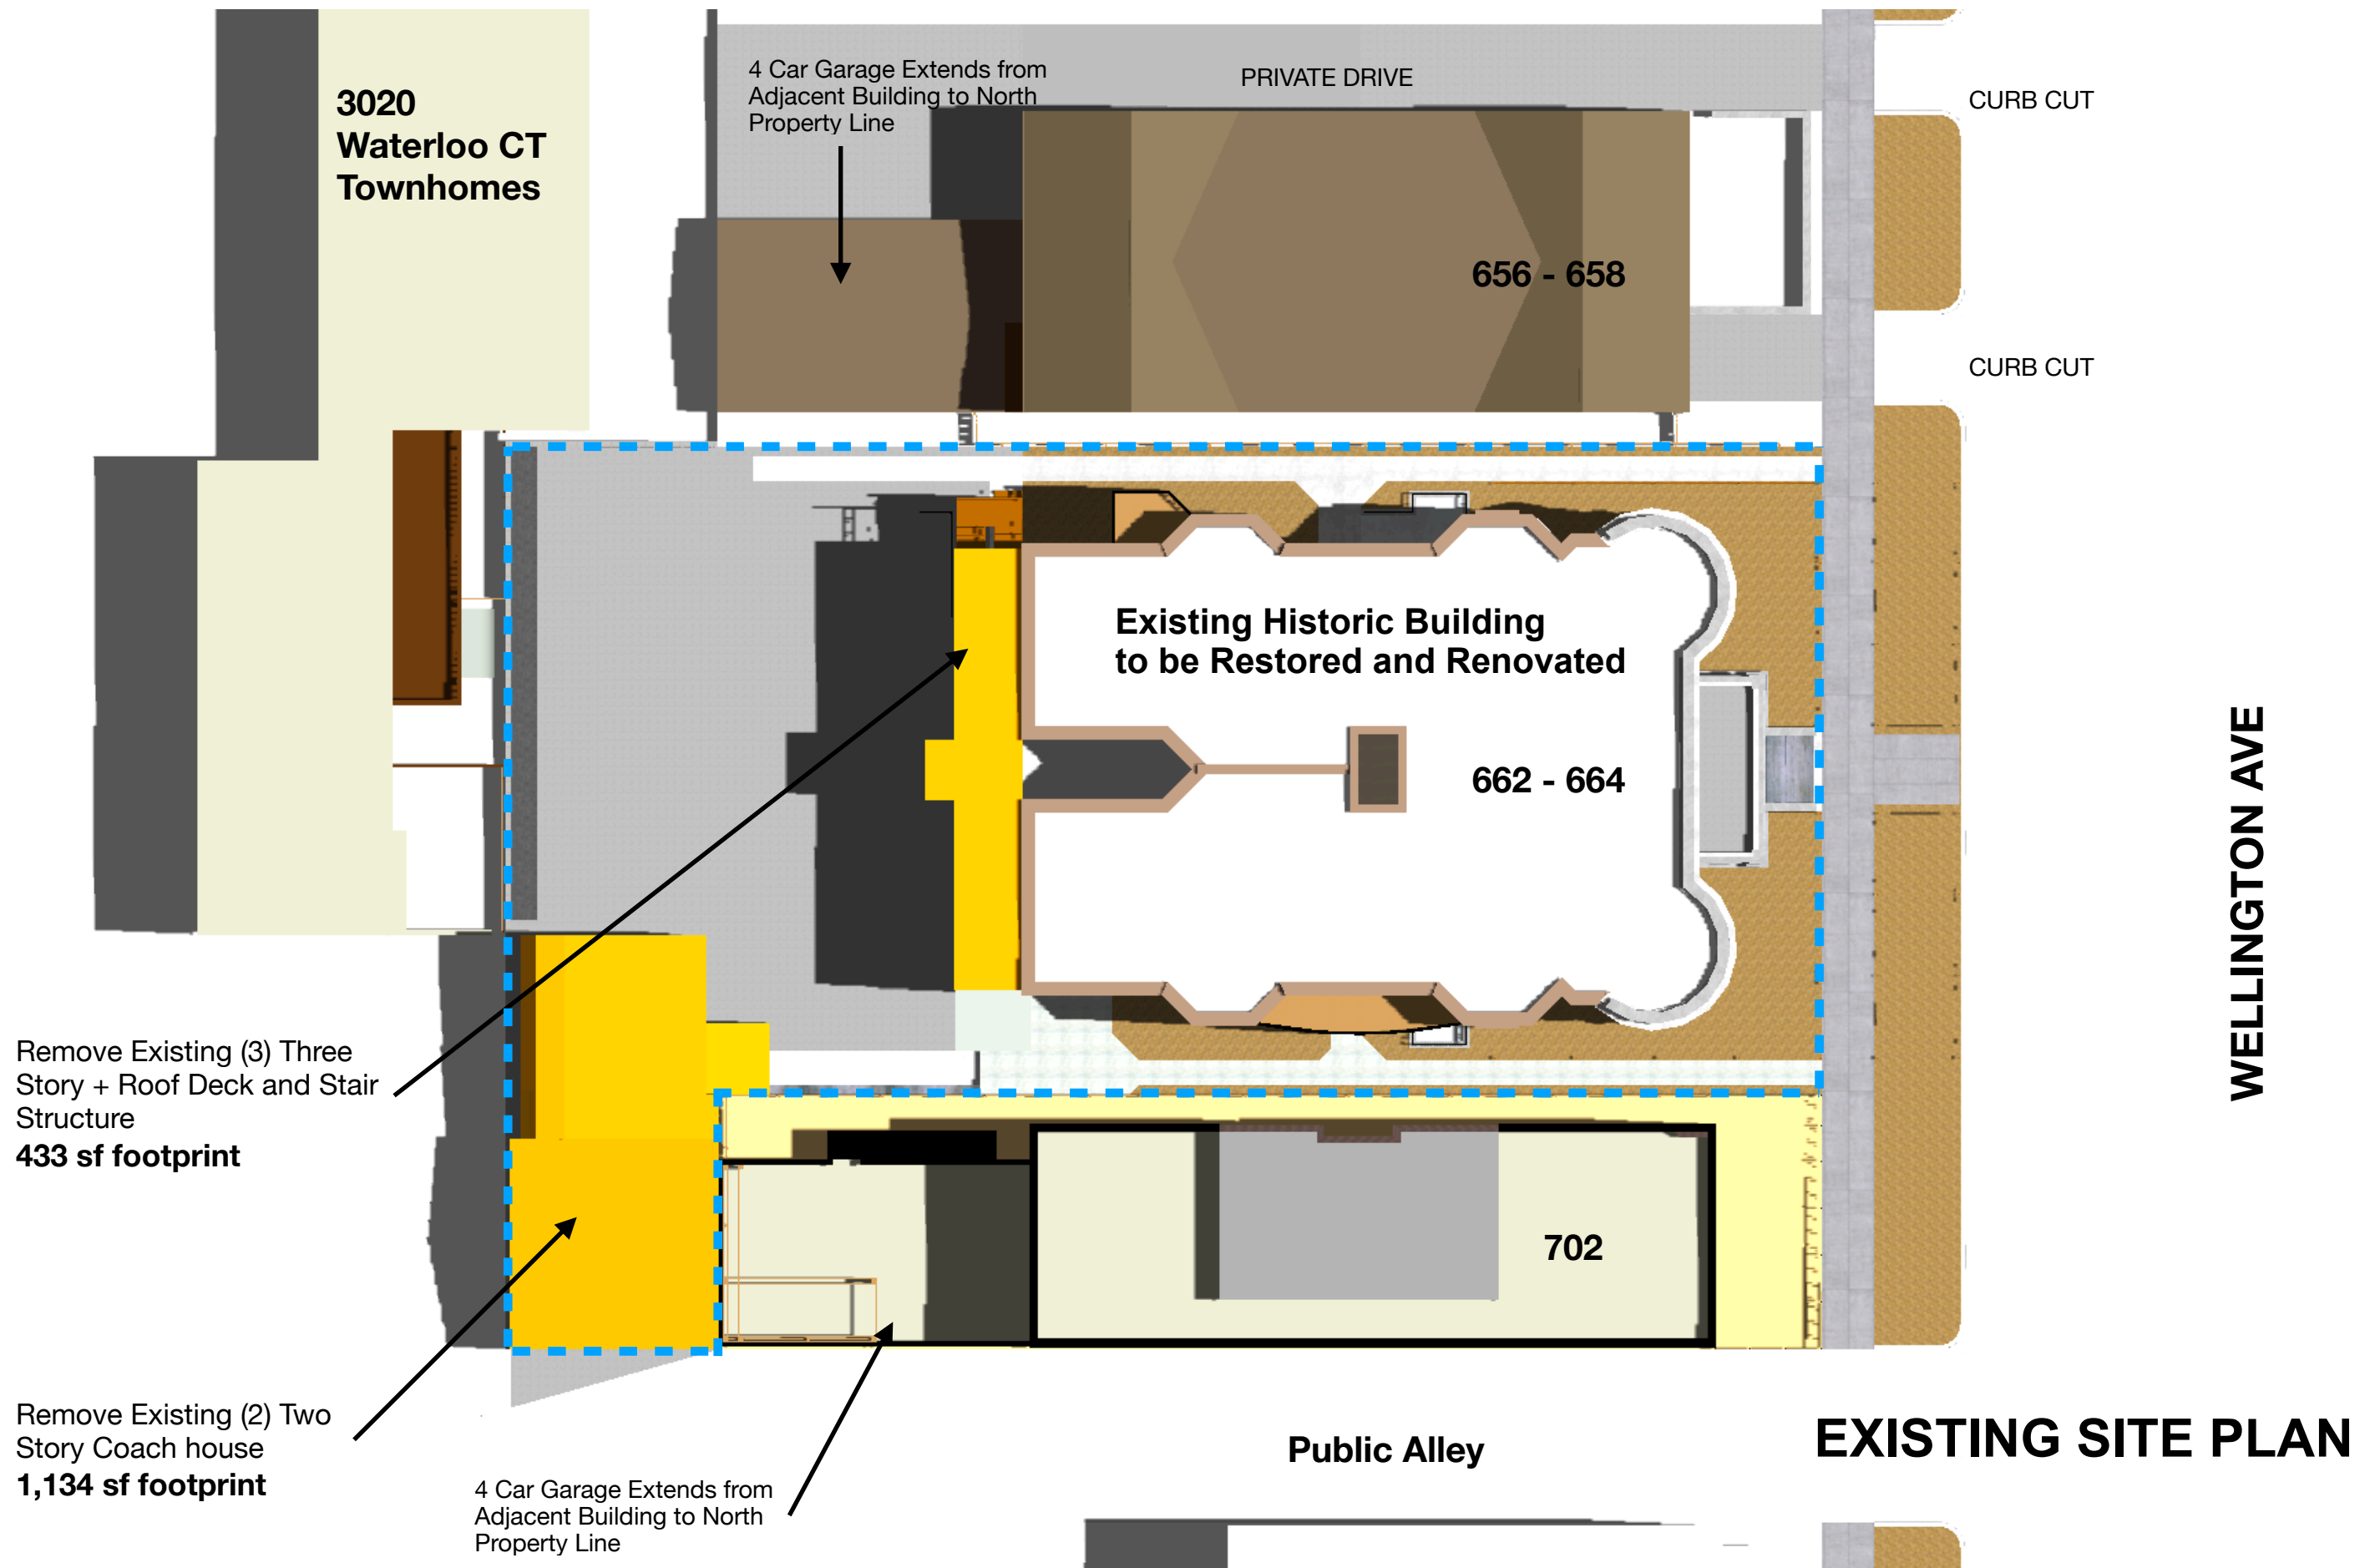 3020
Waterloo CT
Townhomes
4 Car Garage Extends from
Adjacent Building to North
Property Line
PRIVATE DRIVE
CURB CUT
656 - 658
CURB CUT
Existing Historic Building
to be Restored and Renovated
662 - 664
WELLINGTON AVE
Remove Existing (3) Three
Story + Roof Deck and Stair
Structure
433 sf footprint
702
Remove Existing (2) Two
Story Coach house
1,134 sf footprint
4 Car Garage Extends from
Adjacent Building to North
Property Line
Public Alley
EXISTING SITE PLAN